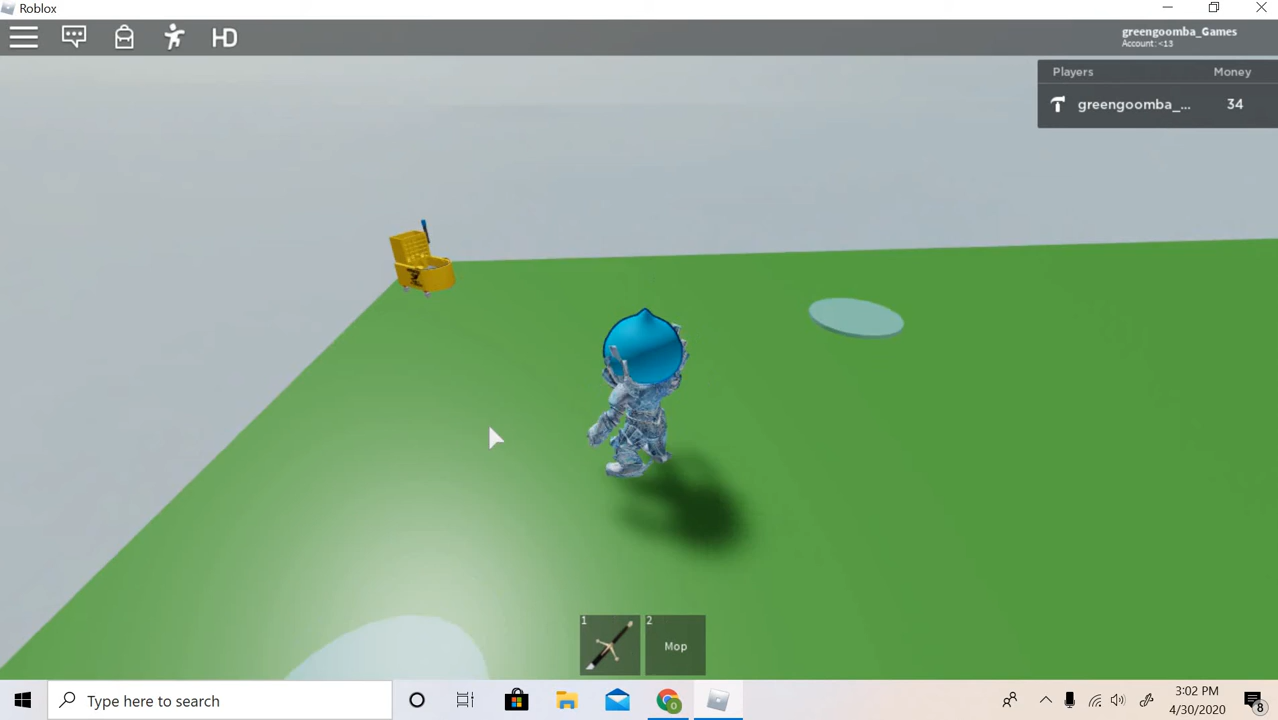 Roblox
HD
greengoomba_Games
Account: <13
Players Money
greengoomba_... 34
1 2
Mop
Type here to search
3:02 PM
4/30/2020
8